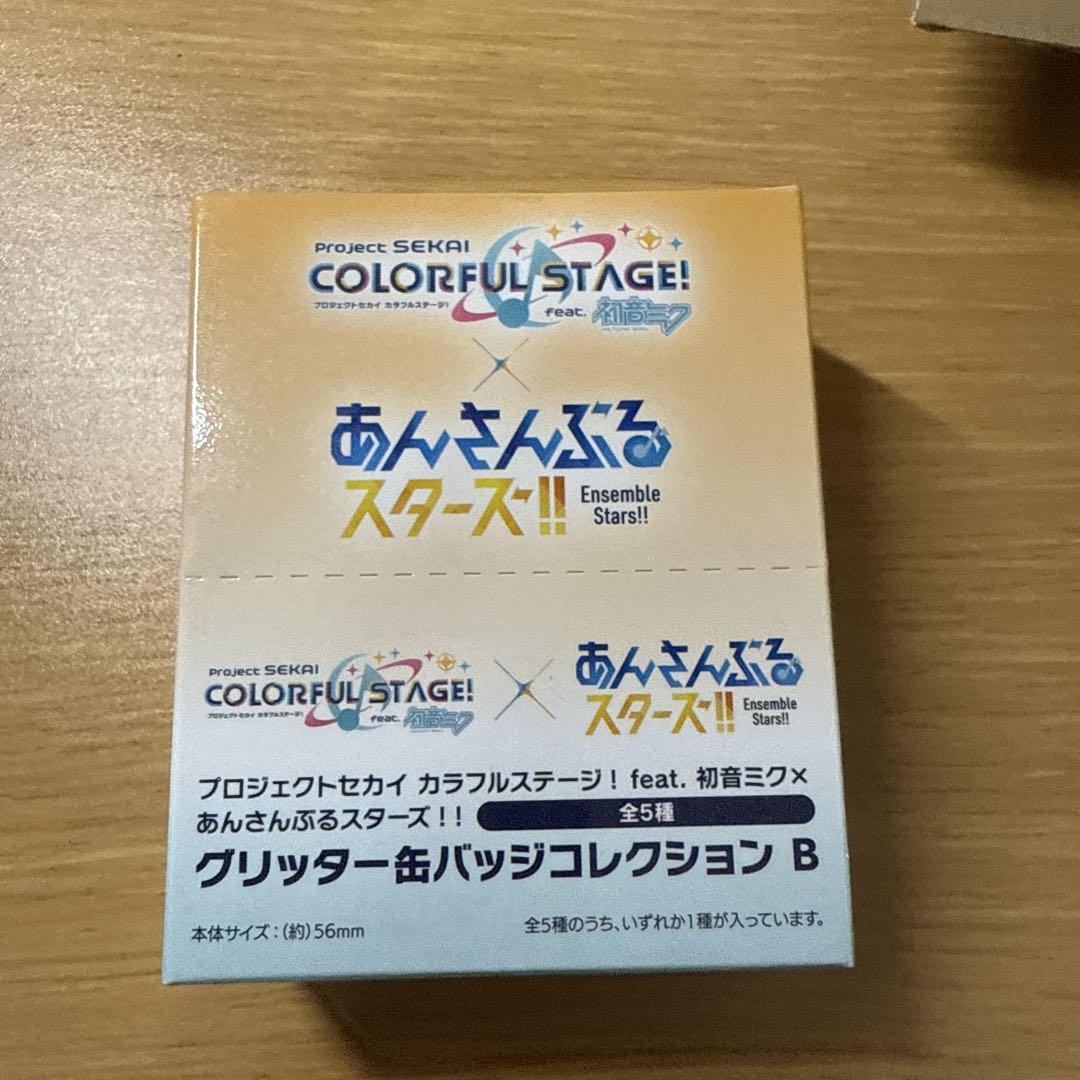 Project SEKAI
COLORFUL STAGE!
プロジェクトセカイ カラフルステージ!
feat. 初音ミク
HATSUNE MIKU
×
あんさんぶる
スターズ!!
Ensemble
Stars!!
Project SEKAI
COLORFUL STAGE!
プロジェクトセカイ カラフルステージ!
feat. 初音ミク
×
あんさんぶる
スターズ!!
Ensemble
Stars!!
プロジェクトセカイ カラフルステージ! feat. 初音ミク×
あんさんぶるスターズ!! 全5種
グリッター缶バッジコレクション B
本体サイズ:(約)56mm
全5種のうち、いずれか1種が入っています。